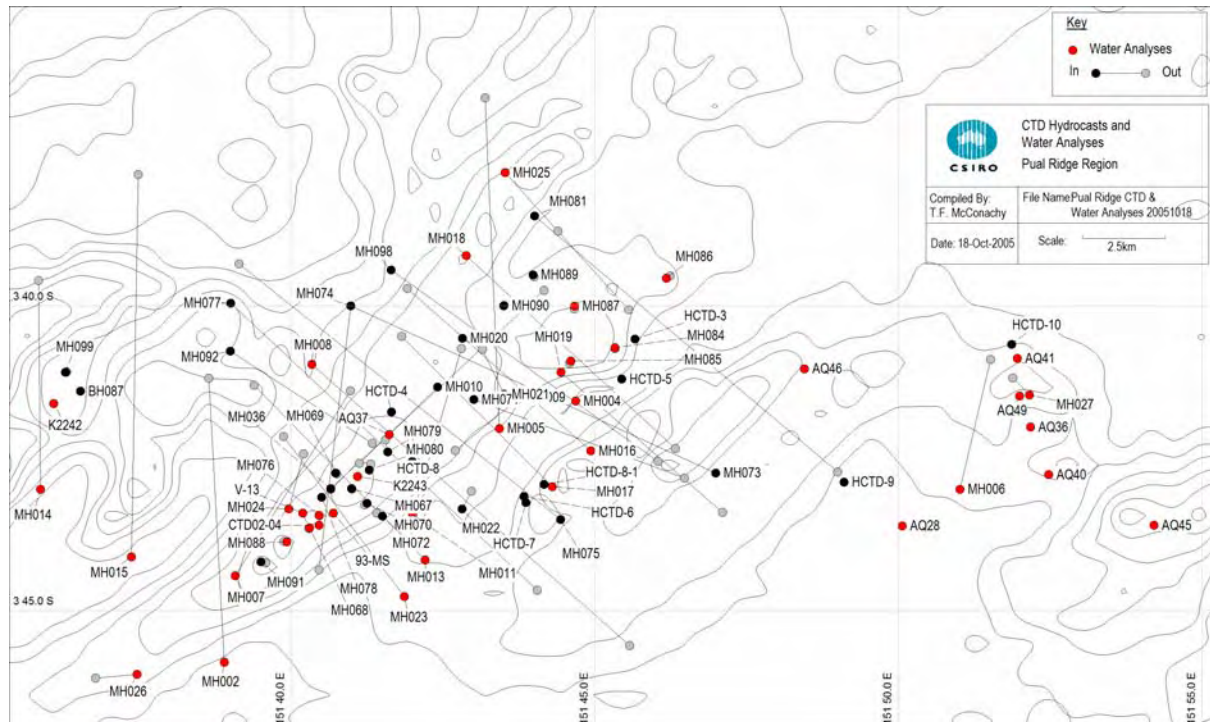 Key
Water Analyses
In Out
CSIRO
CTD Hydrocasts and
Water Analyses
Pual Ridge Region
Compiled By:
T.F. McConachy
File Name:Pual Ridge CTD &
Water Analyses 20051018
Date: 18-Oct-2005
Scale:
2.5km
MH025
MH081
MH018
MH098
MH089
MH086
3 40.0 S
MH077
MH074
MH090
MH087
HCTD-3
MH020
MH019
MH084
HCTD-10
MH099
MH092
MH008
MH085
AQ41
BH087
HCTD-4
MH010
HCTD-5
AQ46
K2242
MH036
MH069
AQ37
MH021
MH004
AQ49
MH027
MH079
MH005
AQ36
MH080
MH016
MH076
HCTD-8
HCTD-8-1
MH073
AQ40
V-13
K2243
MH017
HCTD-9
MH006
MH014
MH024
MH067
HCTD-6
CTD02-04
MH070
MH022
HCTD-7
AQ28
AQ45
MH088
MH072
MH075
MH015
93-MS
MH013
MH091
MH011
MH007
MH078
MH068
MH023
3 45.0 S
MH026
MH002
151 40.0 E
151 45.0 E
151 50.0 E
151 55.0 E